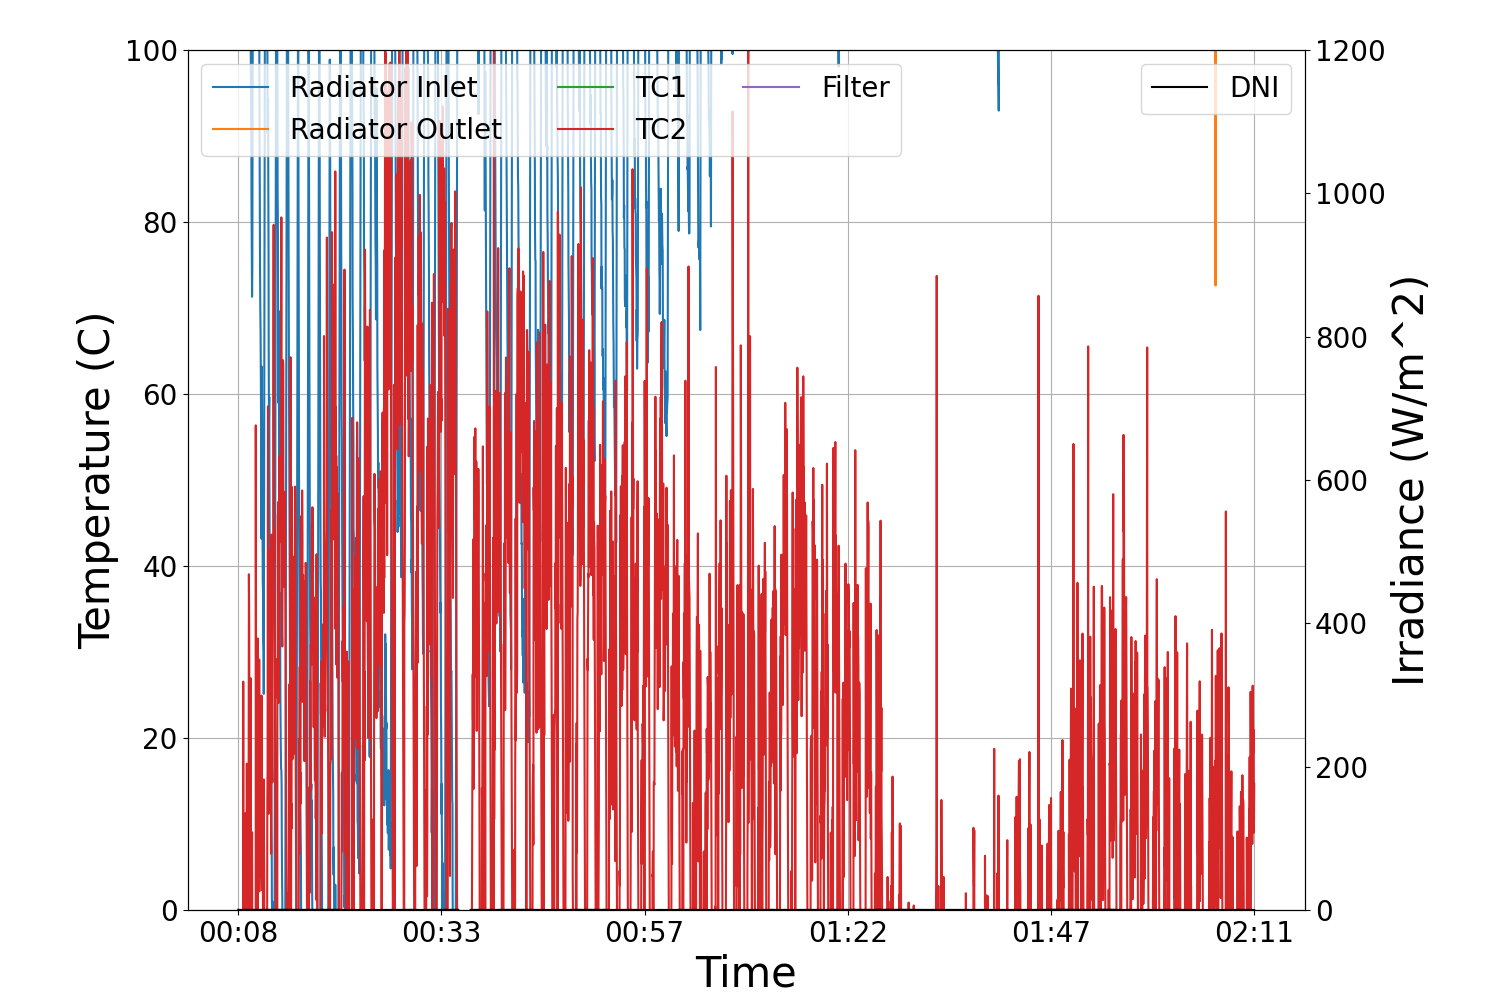 100
80
60
40
20
0
Temperature (C)
Radiator Inlet
Radiator Outlet
TC1
TC2
Filter
DNI
1200
1000
800
600
400
200
0
Irradiance (W/m^2)
00:08
00:33
00:57
01:22
01:47
02:11
Time